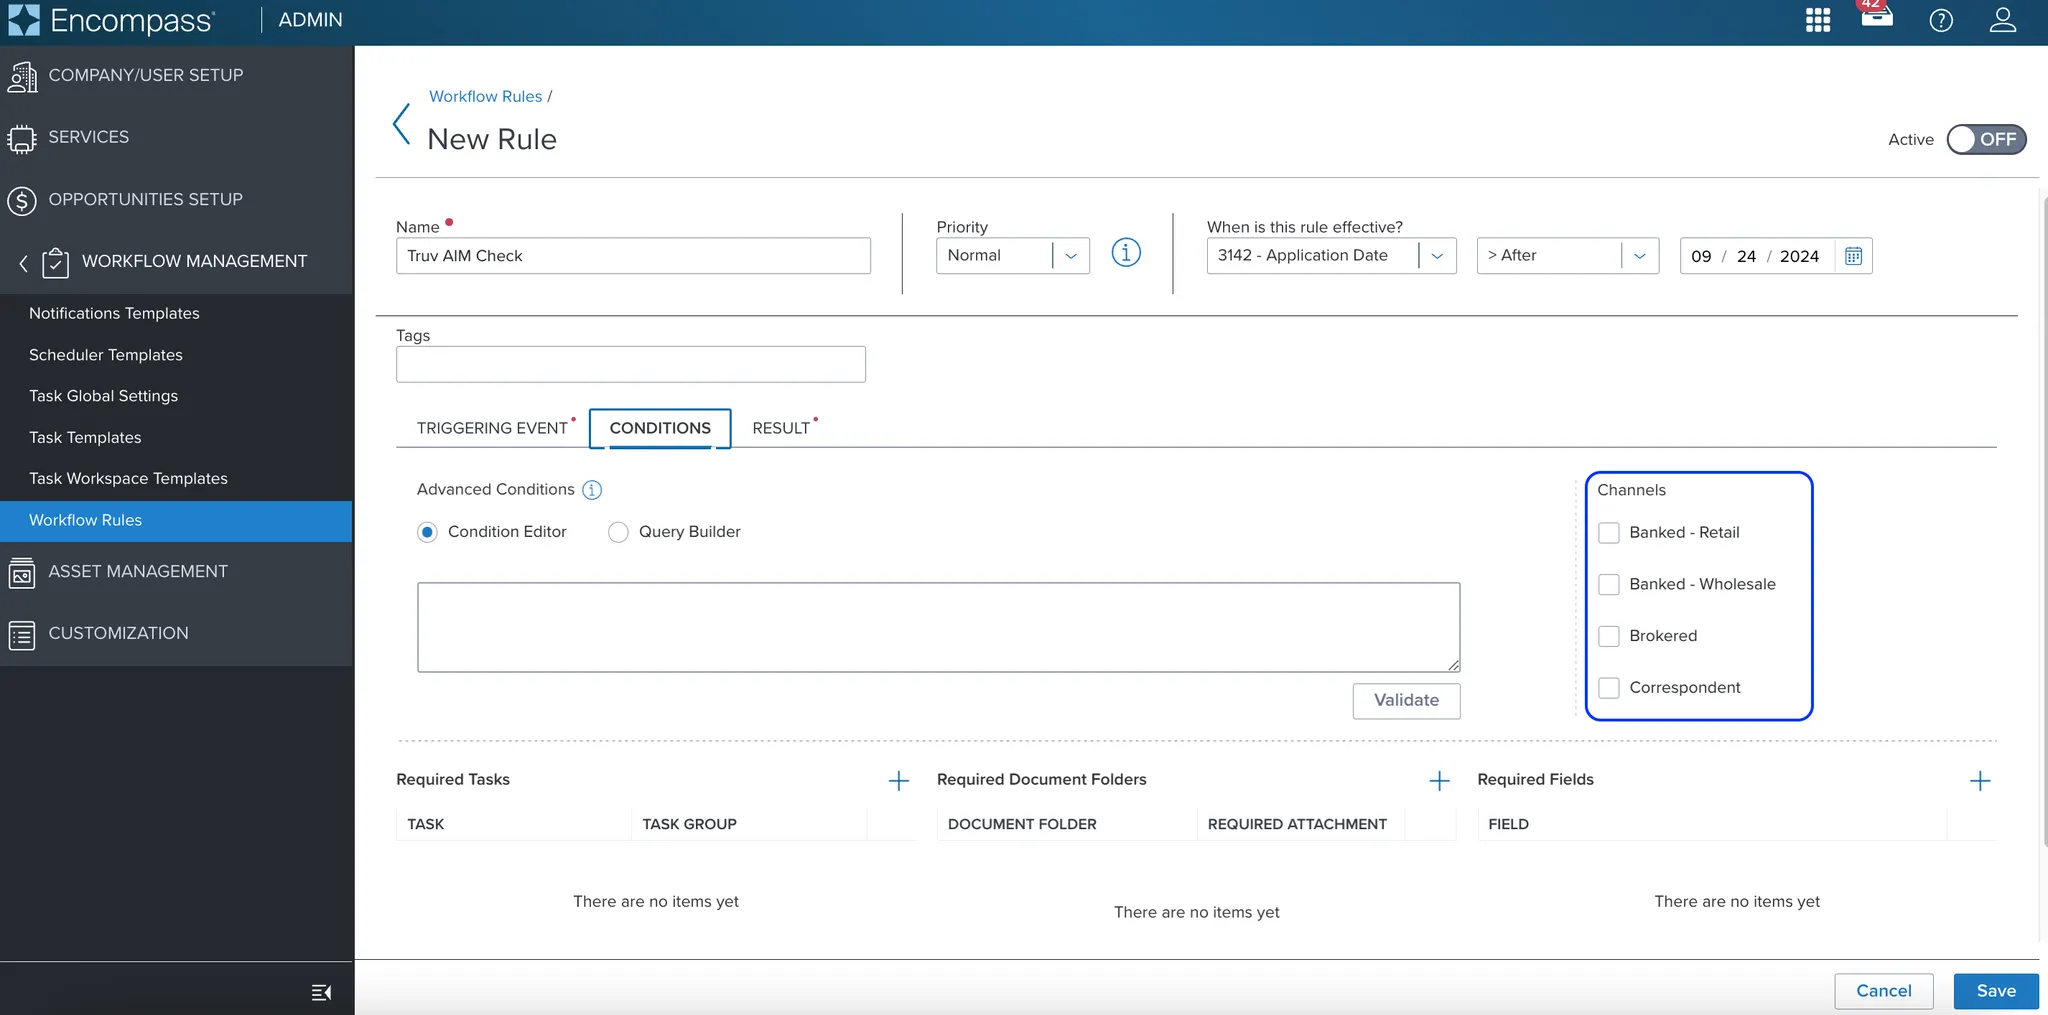 Encompass
ADMIN
42
COMPANY/USER SETUP
SERVICES
OPPORTUNITIES SETUP
WORKFLOW MANAGEMENT
Notifications Templates
Scheduler Templates
Task Global Settings
Task Templates
Task Workspace Templates
Workflow Rules
ASSET MANAGEMENT
CUSTOMIZATION
Workflow Rules /
New Rule
Active OFF
Name
Truv AIM Check
Priority
Normal
When is this rule effective?
3142 - Application Date
> After
09 / 24 / 2024
Tags
TRIGGERING EVENT
CONDITIONS
RESULT
Advanced Conditions
Condition Editor
Query Builder
Validate
Channels
Banked - Retail
Banked - Wholesale
Brokered
Correspondent
Required Tasks
TASK TASK GROUP
There are no items yet
Required Document Folders
DOCUMENT FOLDER REQUIRED ATTACHMENT
There are no items yet
Required Fields
FIELD
There are no items yet
Cancel
Save